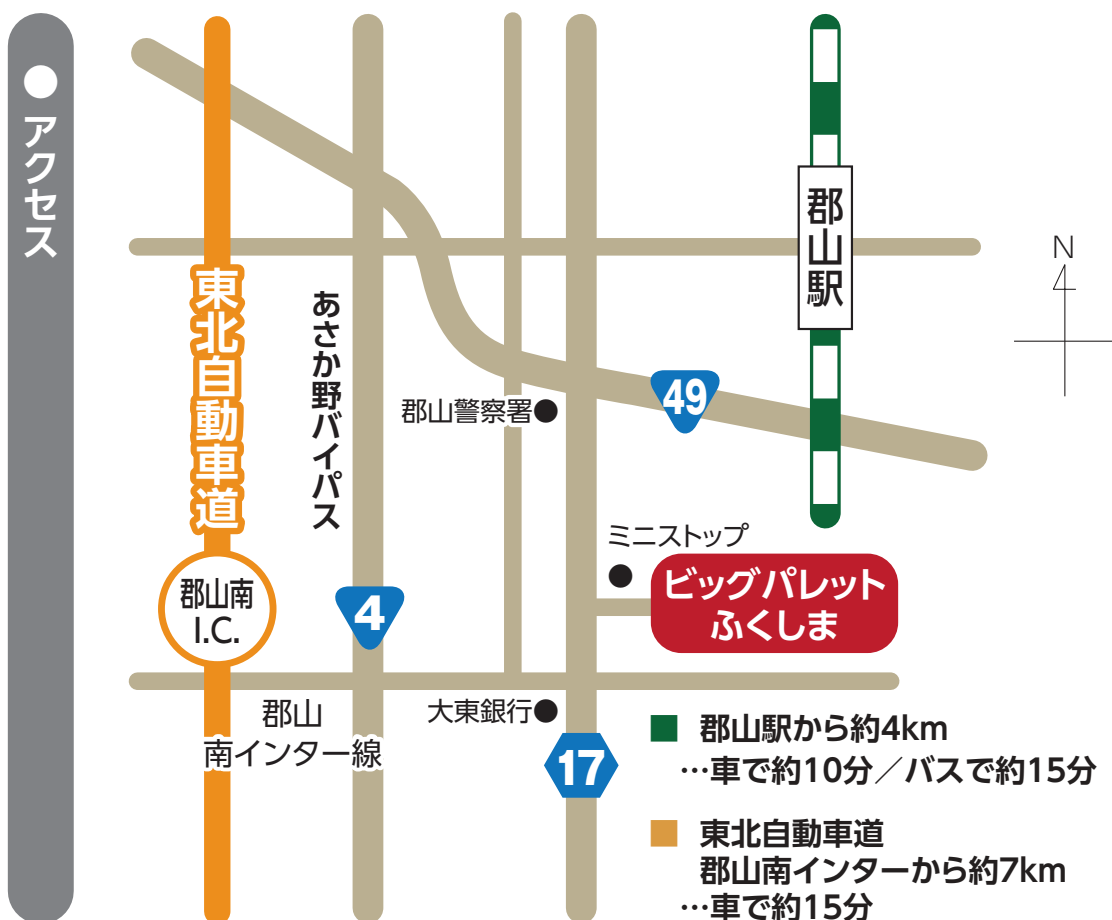 アクセス
東北自動車道
あさか野バイパス
郡山駅
N
49
郡山警察署
ミニストップ
ビッグパレット
ふくしま
郡山南
I.C.
4
郡山
南インター線
大東銀行
17
郡山駅から約4km
…車で約10分／バスで約15分
東北自動車道
郡山南インターから約7km
…車で約15分